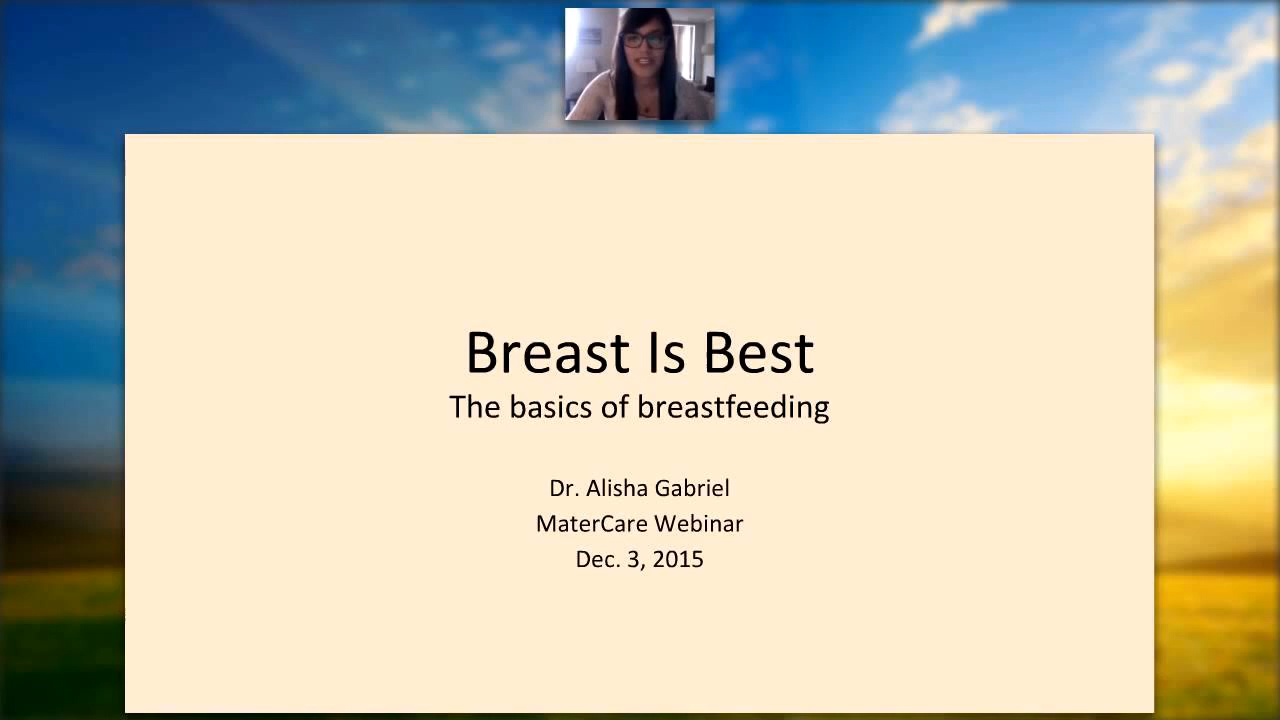 Breast Is Best
The basics of breastfeeding
Dr. Alisha Gabriel
MaterCare Webinar
Dec. 3, 2015